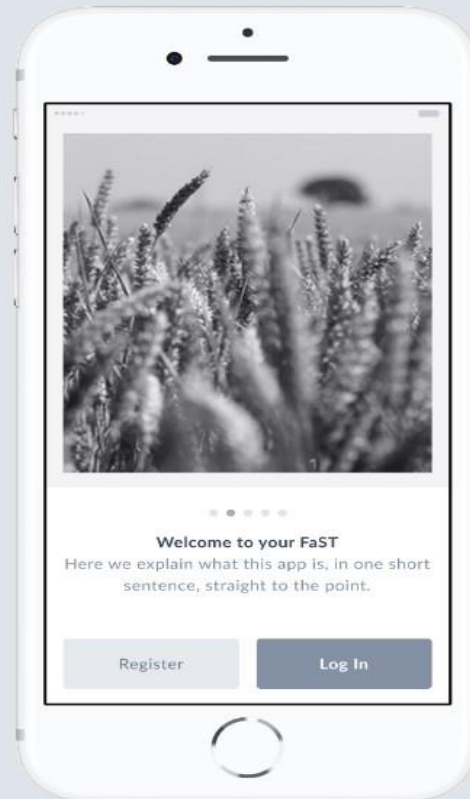 Welcome to your FaST
Here we explain what this app is, in one short
sentence, straight to the point.
Register
Log In